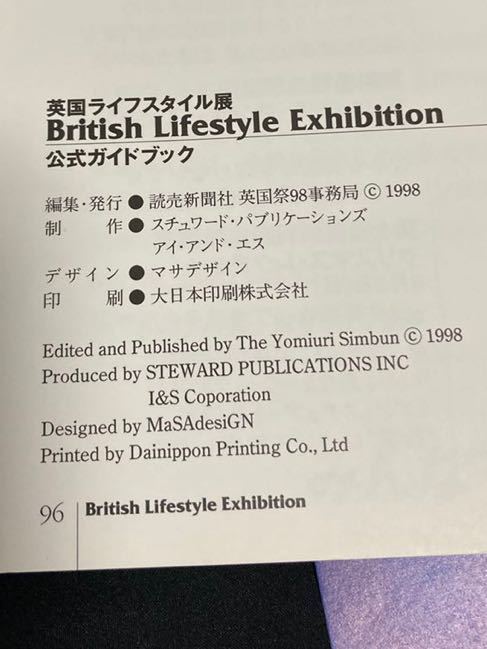 英国ライフスタイル展
British Lifestyle Exhibition
公式ガイドブック
編集・発行 ● 読売新聞社 英国祭98事務局 © 1998
制 作 ● スチュワード・パブリケーションズ
アイ・アンド・エス
デザイン ● マサデザイン
印 刷 ● 大日本印刷株式会社
Edited and Published by The Yomiuri Simbun © 1998
Produced by STEWARD PUBLICATIONS INC
I&S Coporation
Designed by MaSAdesiGN
Printed by Dainippon Printing Co., Ltd
96 British Lifestyle Exhibition